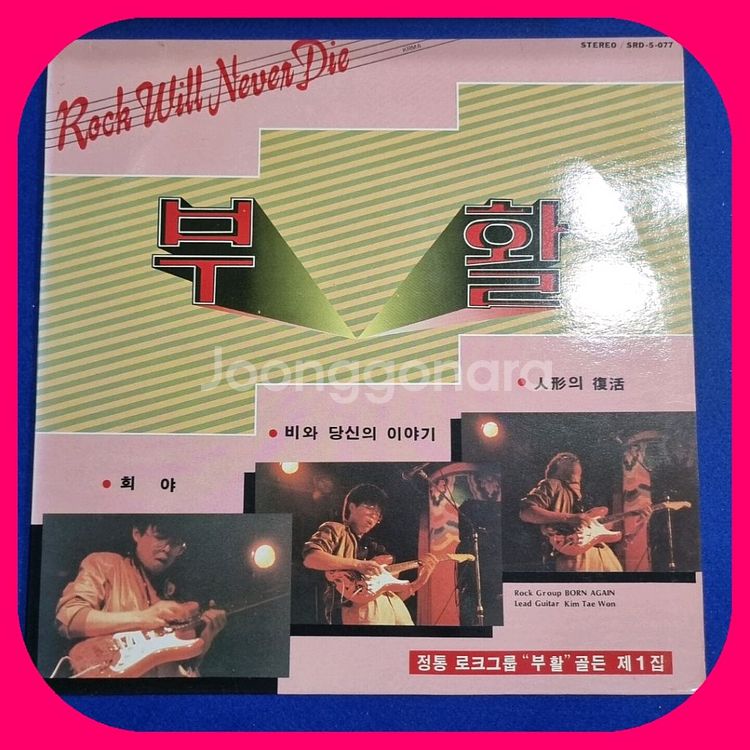 Rock Will Never Die
KRMA
STEREO / SRD-5-077
부 활
Joonggonara
• 人形의 復活
• 비와 당신의 이야기
• 희 야
Rock Group BORN AGAIN
Lead Guitar Kim Tae Won
정통 로크그룹 “부활” 골든 제1집